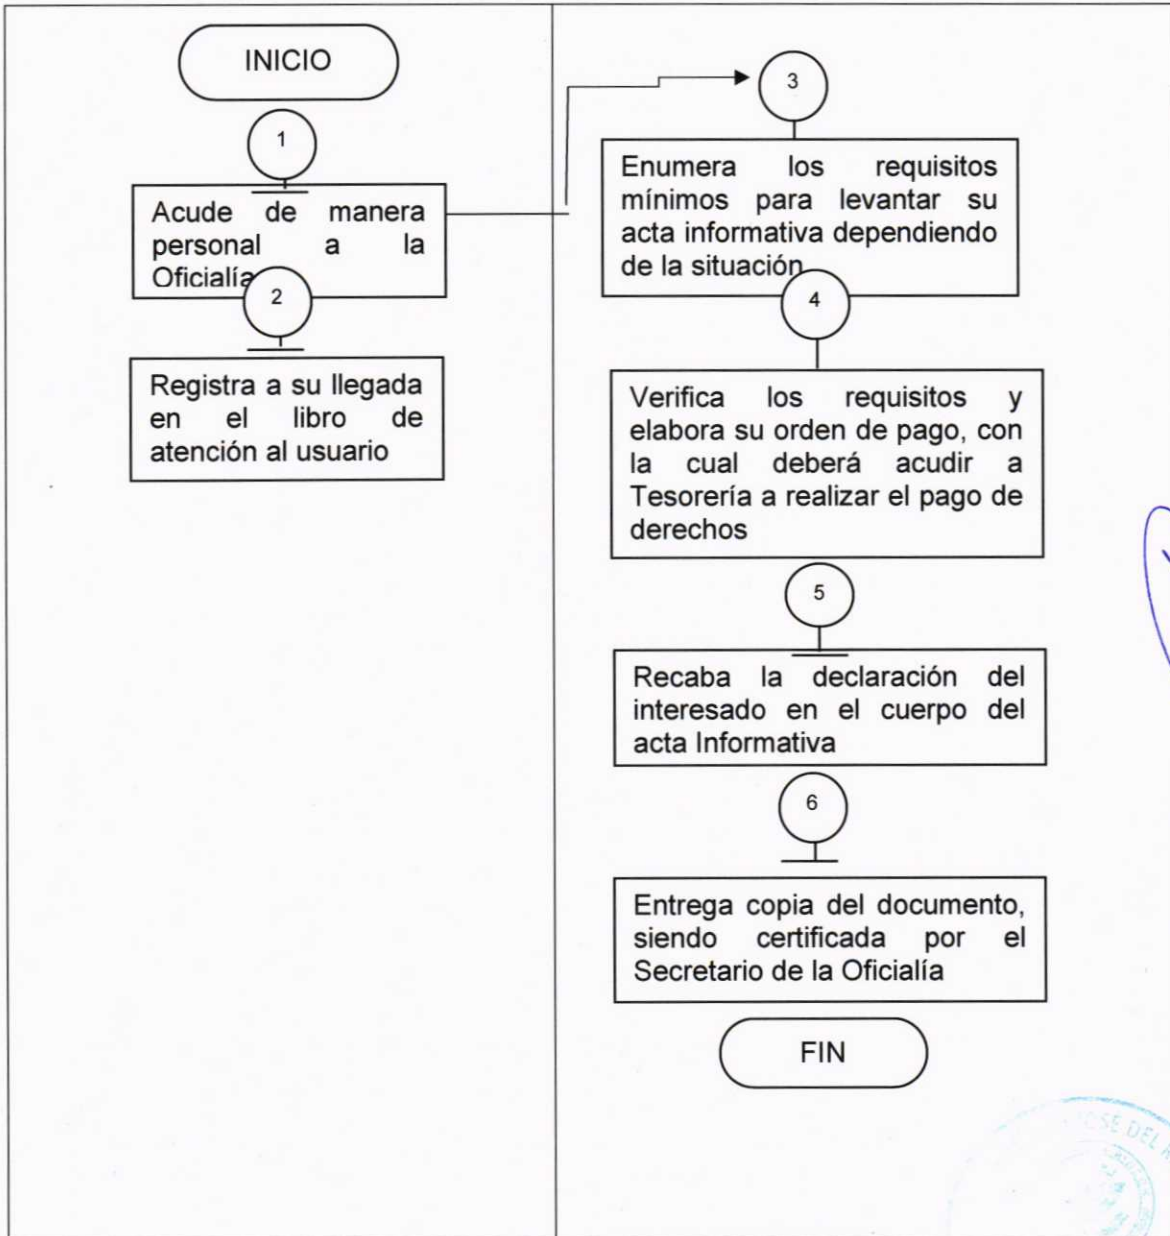 INICIO
1
Acude de manera
personal a la
Oficialía
2
Registra a su llegada
en el libro de
atención al usuario
3
Enumera los requisitos
mínimos para levantar su
acta informativa dependiendo
de la situación
4
Verifica los requisitos y
elabora su orden de pago, con
la cual deberá acudir a
Tesorería a realizar el pago de
derechos
5
Recaba la declaración del
interesado en el cuerpo del
acta Informativa
6
Entrega copia del documento,
siendo certificada por el
Secretario de la Oficialía
FIN
JOSE DEL